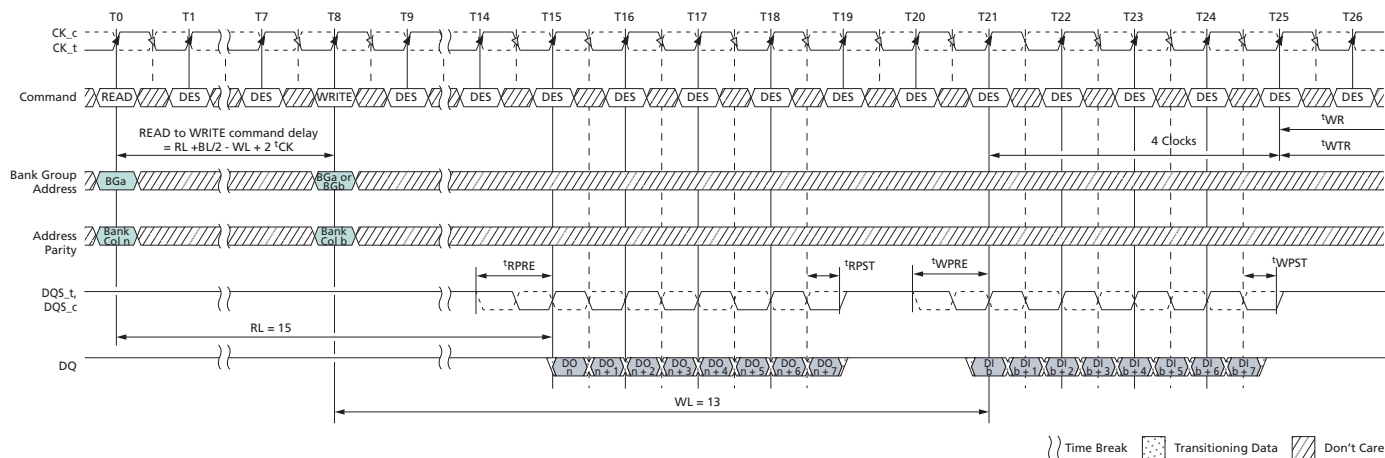 T0 T1 T7 T8 T9 T14 T15 T16 T17 T18 T19 T20 T21 T22 T23 T24 T25 T26
CK_c
CK_t
Command READ DES DES WRITE DES DES DES DES DES DES DES DES DES DES DES DES DES DES
READ to WRITE command delay
= RL +BL/2 - WL + 2 tCK
tWR
4 Clocks
tWTR
Bank Group
Address
BGa
BGa or
BGb
Address
Parity
Bank
Col n
Bank
Col b
tRPRE tRPST tWPRE tWPST
DQS_t,
DQS_c
RL = 15
DQ
DO
n
DO
n + 1
DO
n + 2
DO
n + 3
DO
n + 4
DO
n + 5
DO
n + 6
DO
n + 7
DI
b
DI
b + 1
DI
b + 2
DI
b + 3
DI
b + 4
DI
b + 5
DI
b + 6
DI
b + 7
WL = 13
Time Break Transitioning Data Don't Care